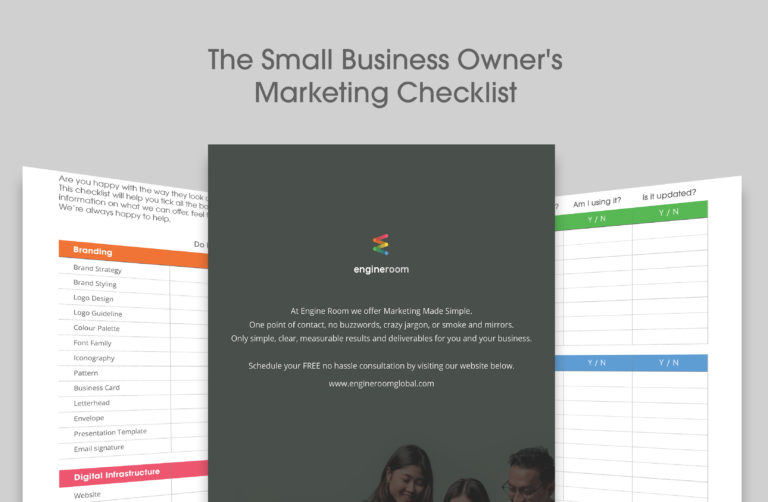 The Small Business Owner's
Marketing Checklist
Are you happy with the way they look
This checklist will help you tick all the
information on what we can offer, feel
We're always happy to help.
Do
Branding
Brand Strategy
Brand Styling
Logo Design
Logo Guideline
Colour Palette
Font Family
Iconography
Pattern
Business Card
Letterhead
Envelope
Presentation Template
Email signature
Digital Infrastructure
Website
engineroom
At Engine Room we offer Marketing Made Simple.
One point of contact, no buzzwords, crazy jargon, or smoke and mirrors.
Only simple, clear, measurable results and deliverables for you and your business.
Schedule your FREE no hassle consultation by visiting our website below.
www.engineroomglobal.com
? Am I using it? Is it updated?
Y / N Y / N
Y / N Y / N